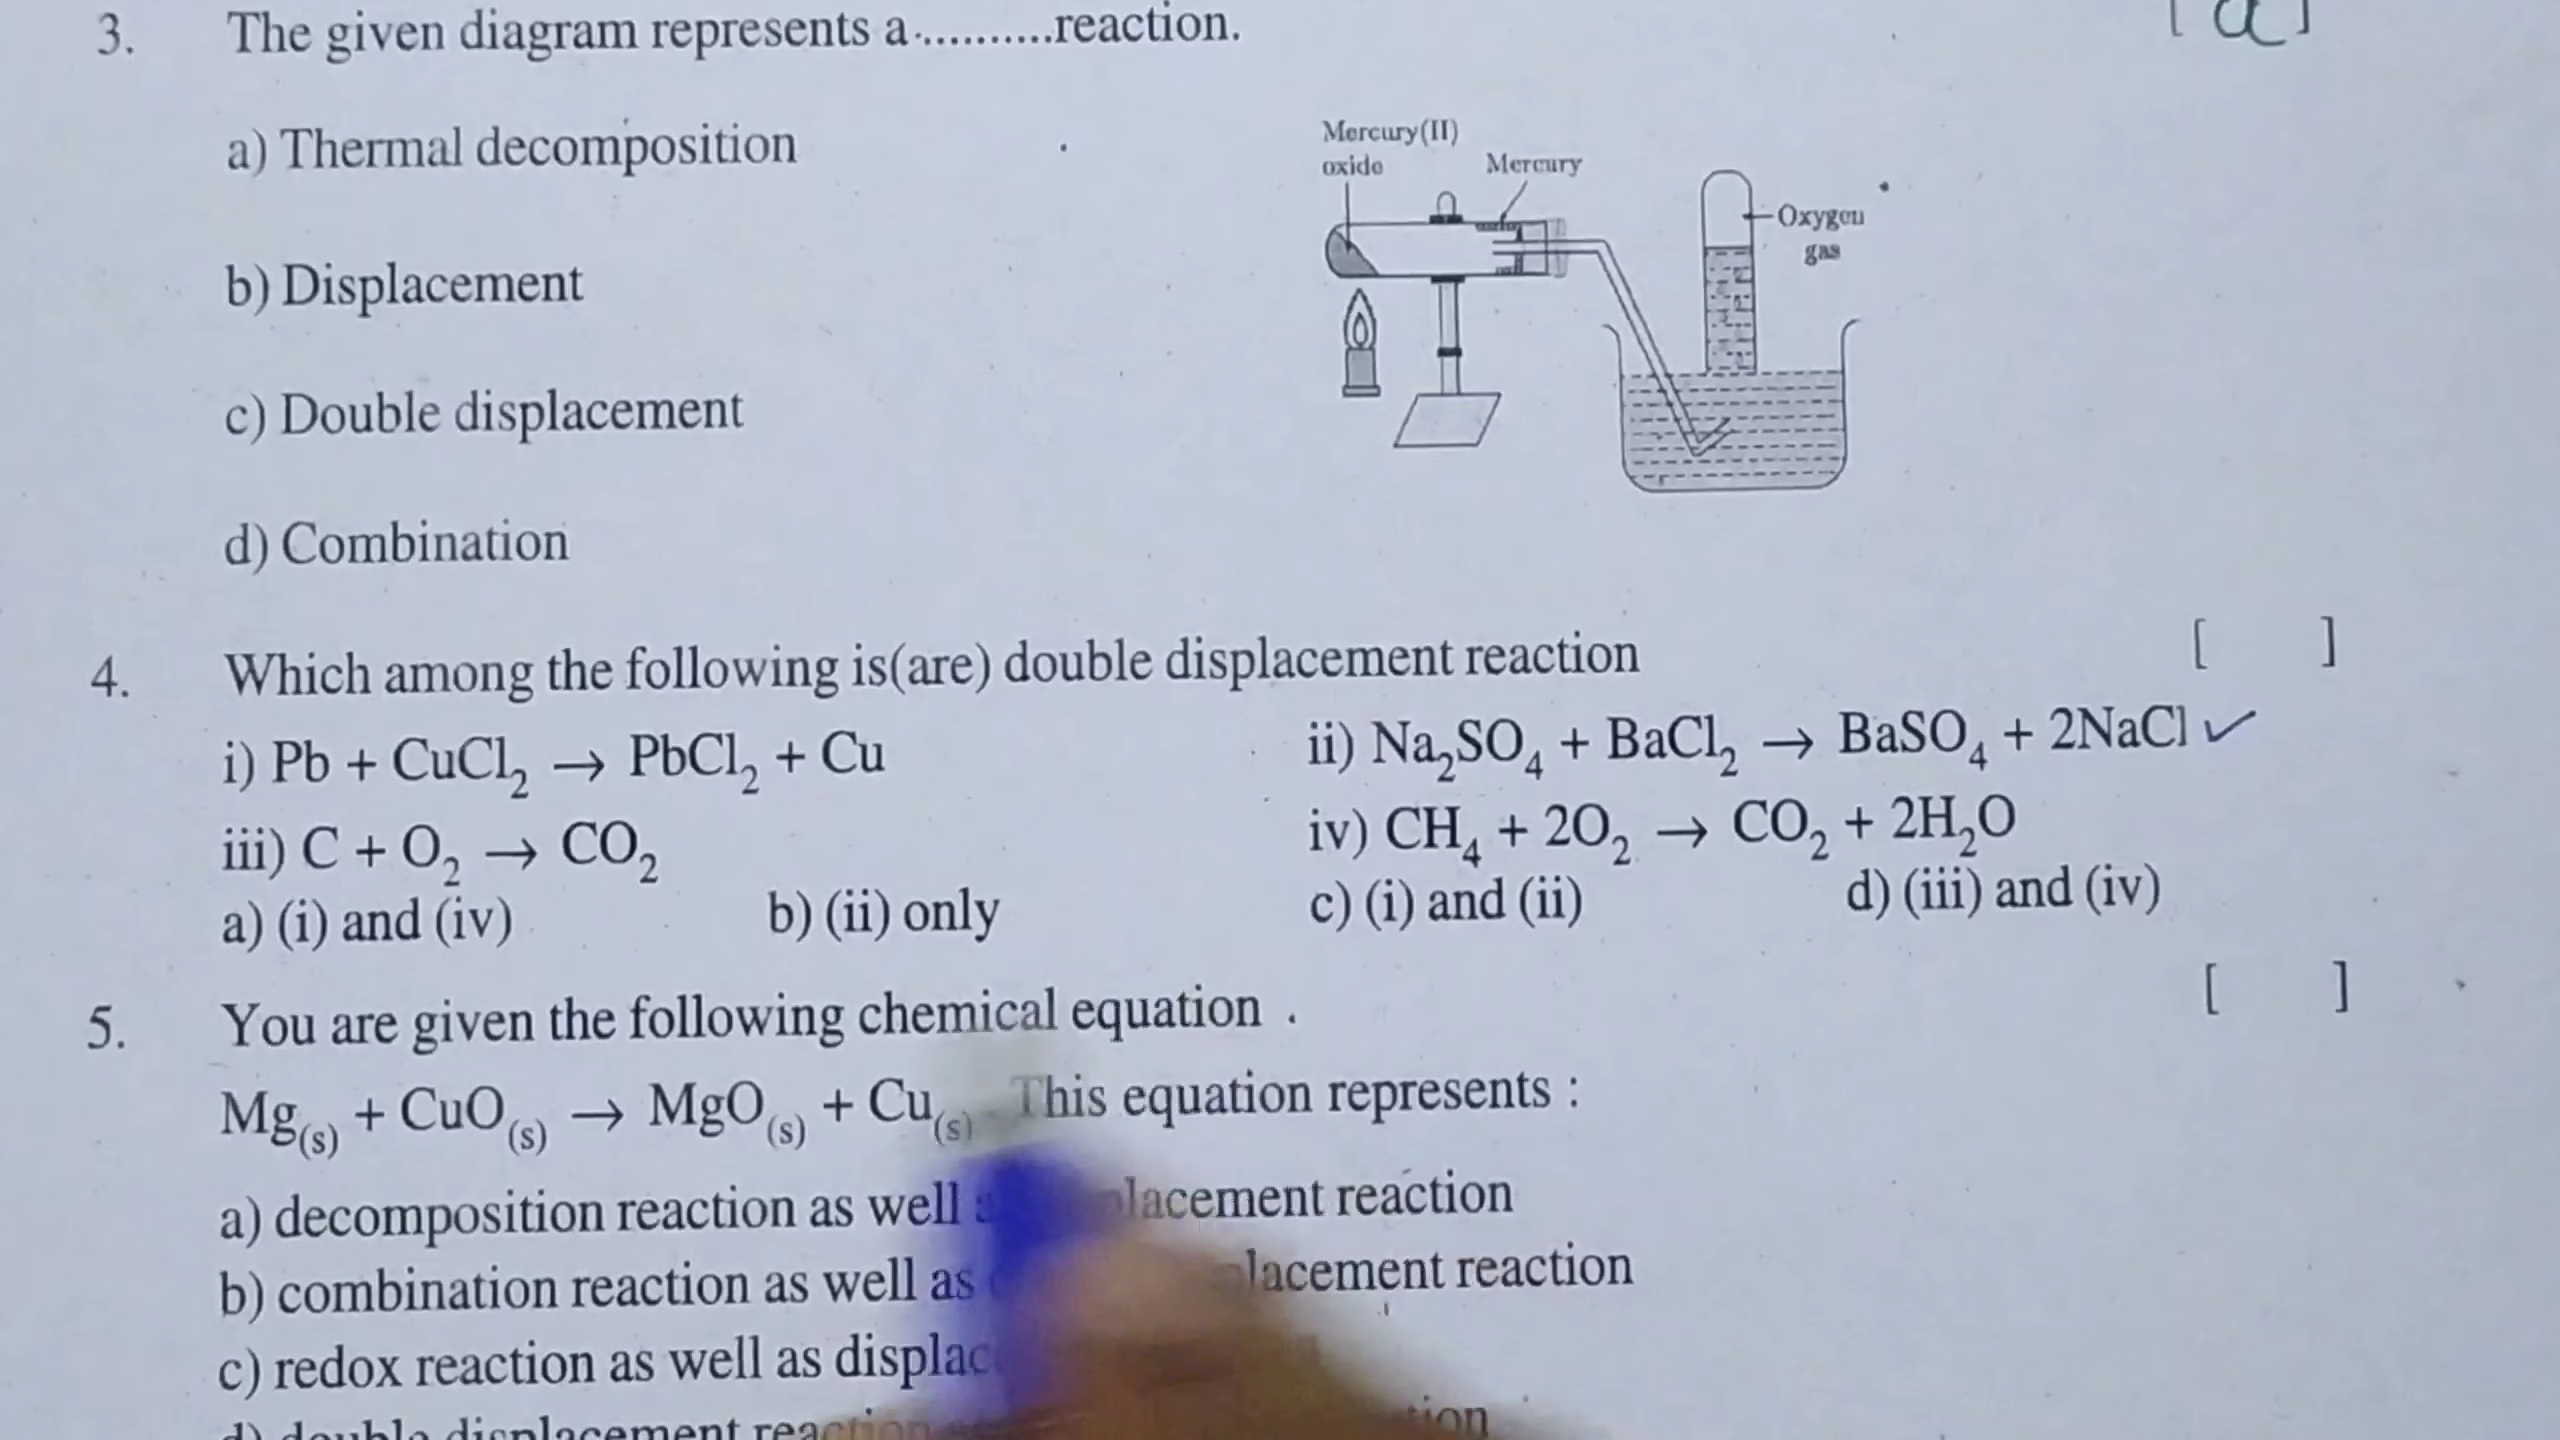 3. The given diagram represents a ..........reaction. [a]
a) Thermal decomposition
Mercury(II)
oxide
Mercury
Oxygen
gas
b) Displacement
c) Double displacement
d) Combination
4. Which among the following is(are) double displacement reaction [ ]
i) Pb + CuCl₂ → PbCl₂ + Cu ii) Na₂SO₄ + BaCl₂ → BaSO₄ + 2NaCl ✓
iii) C + O₂ → CO₂ iv) CH₄ + 2O₂ → CO₂ + 2H₂O
a) (i) and (iv) b) (ii) only c) (i) and (ii) d) (iii) and (iv)
5. You are given the following chemical equation . [ ]
Mg(s) + CuO(s) → MgO(s) + Cu(s) This equation represents :
a) decomposition reaction as well lacement reaction
b) combination reaction as well as lacement reaction
c) redox reaction as well as displac
d) double displacement reaction tion